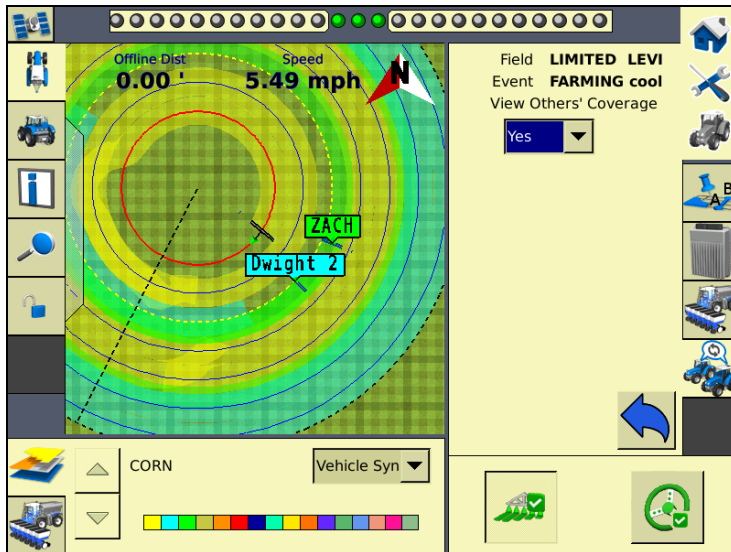 Offline Dist
0.00 '
Speed
5.49 mph
N
ZACH
Dwight 2
Field LIMITED LEVI
Event FARMING cool
View Others' Coverage
Yes
A
B
CORN
Vehicle Syn